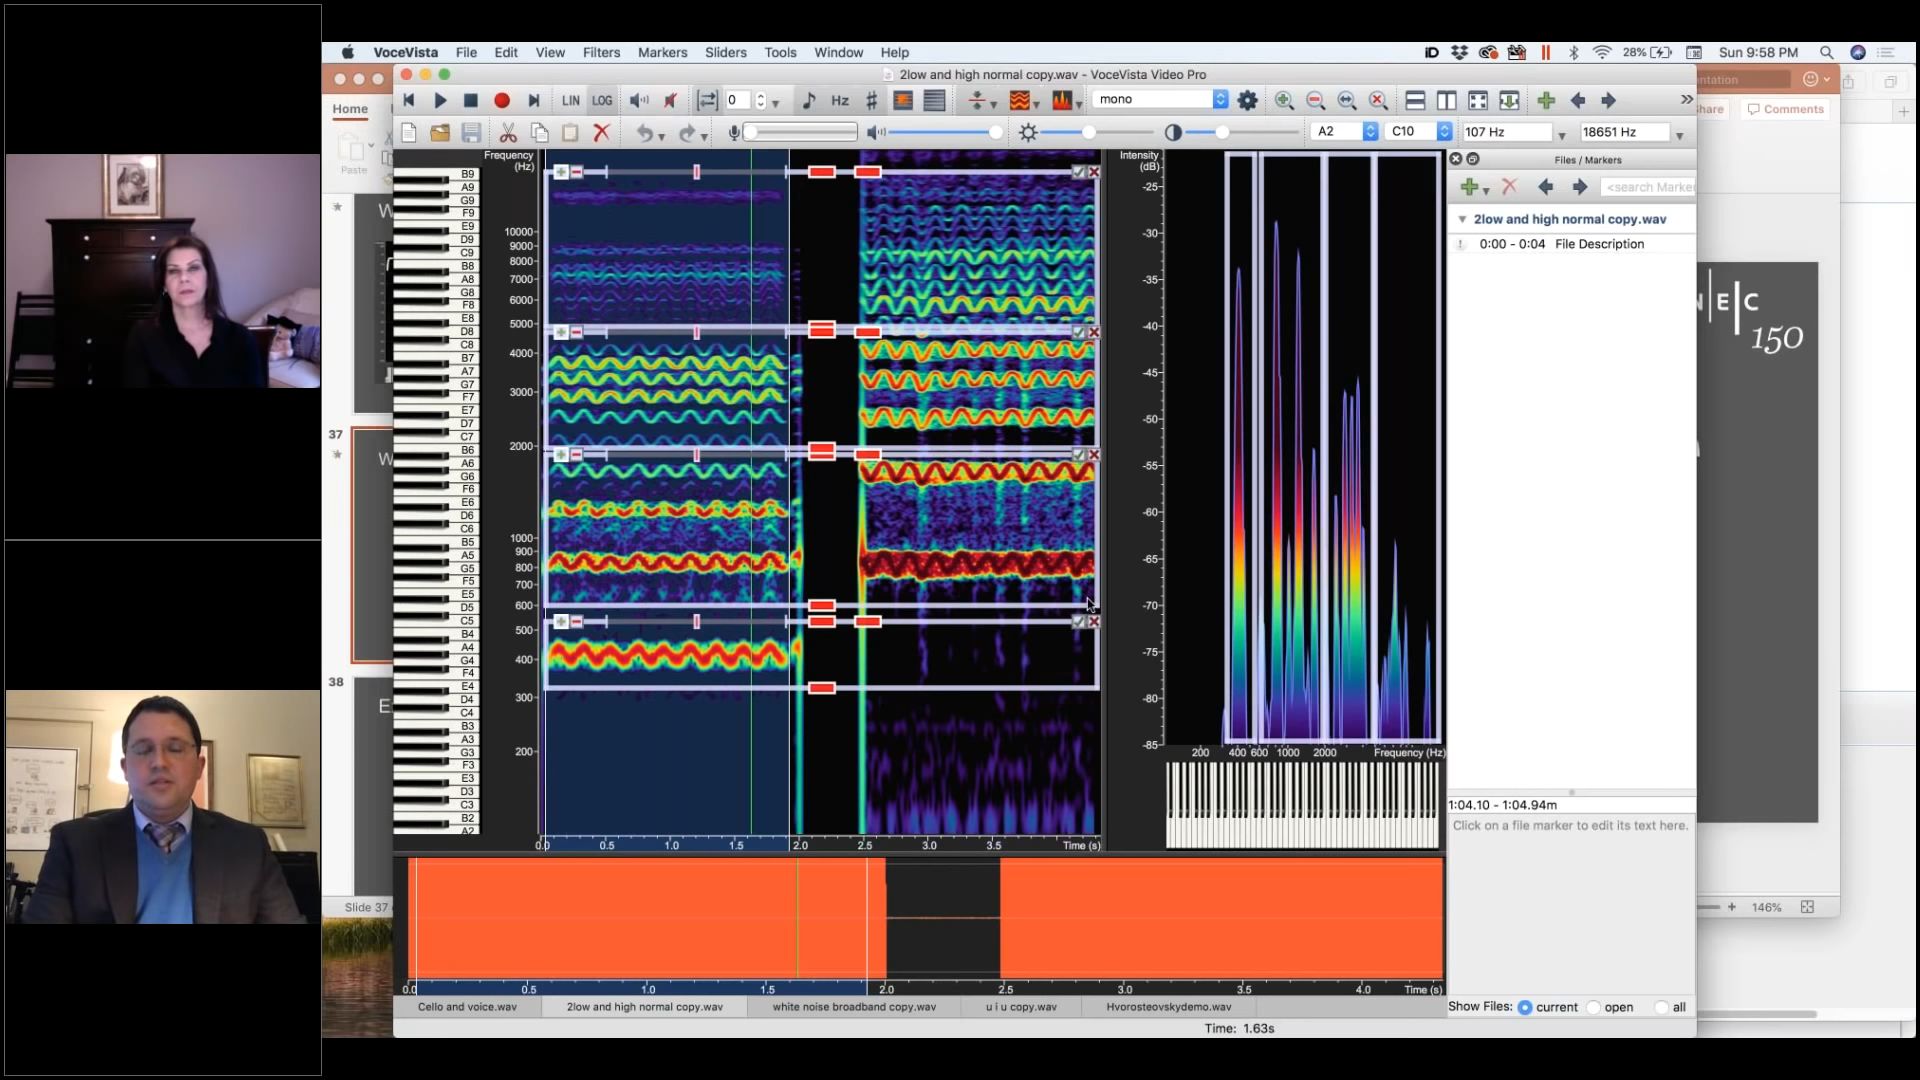 VoceVista File Edit View Filters Markers Sliders Tools Window Help
iD 28% Sun 9:58 PM
2low and high normal copy.wav - VoceVista Video Pro
LIN LOG 0 Hz mono
A2 C10 107 Hz 18651 Hz
Home
Paste
37
38
Slide 37
Comments
E C
150
146%
Frequency (Hz)
B9
A9
G9
F9
E9
D9
C9
B8
A8
G8
F8
E8
D8
C8
B7
A7
G7
F7
E7
D7
C7
B6
A6
G6
F6
E6
D6
C6
B5
A5
G5
F5
E5
D5
C5
B4
A4
G4
F4
E4
D4
C4
B3
A3
G3
F3
E3
D3
C3
B2
A2
10000
9000
8000
7000
6000
5000
4000
3000
2000
1000
900
800
700
600
500
400
300
200
0.0 0.5 1.0 1.5 2.0 2.5 3.0 3.5 Time (s)
Intensity (dB)
-25
-30
-35
-40
-45
-50
-55
-60
-65
-70
-75
-80
-85
200 400 600 1000 2000 Frequency (Hz)
Files / Markers
<search Marker
2low and high normal copy.wav
0:00 - 0:04 File Description
1:04.10 - 1:04.94m
Click on a file marker to edit its text here.
Show Files: current open all
0.0 0.5 1.0 1.5 2.0 2.5 3.0 3.5 4.0 Time (s)
Cello and voice.wav 2low and high normal copy.wav white noise broadband copy.wav u i u copy.wav Hvorosteovskydemo.wav
Time: 1.63s